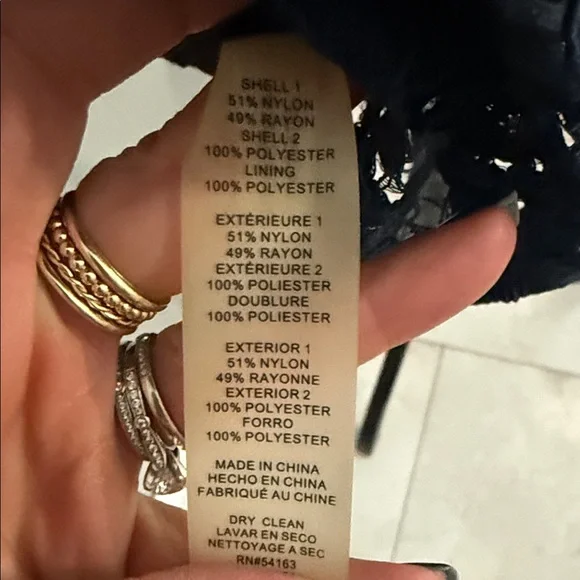 SHELL 1
51% NYLON
49% RAYON
SHELL 2
100% POLYESTER
LINING
100% POLYESTER
EXTÉRIEURE 1
51% NYLON
49% RAYON
EXTÉRIEURE 2
100% POLIESTER
DOUBLURE
100% POLIESTER
EXTERIOR 1
51% NYLON
49% RAYONNE
EXTERIOR 2
100% POLYESTER
FORRO
100% POLYESTER
MADE IN CHINA
HECHO EN CHINA
FABRIQUÉ AU CHINE
DRY CLEAN
LAVAR EN SECO
NETTOYAGE A SEC
RN#54163